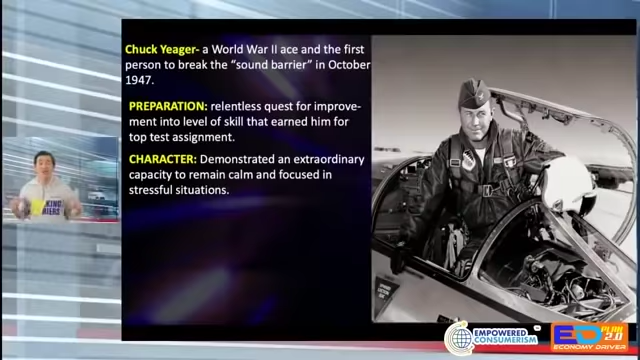 Chuck Yeager- a World War II ace and the first
person to break the “sound barrier” in October
1947.
PREPARATION: relentless quest for improve-
ment into level of skill that earned him for
top test assignment.
CHARACTER: Demonstrated an extraordinary
capacity to remain calm and focused in
stressful situations.
EMPOWERED
CONSUMERISM
PLAN
2.0
ECONOMY DRIVER